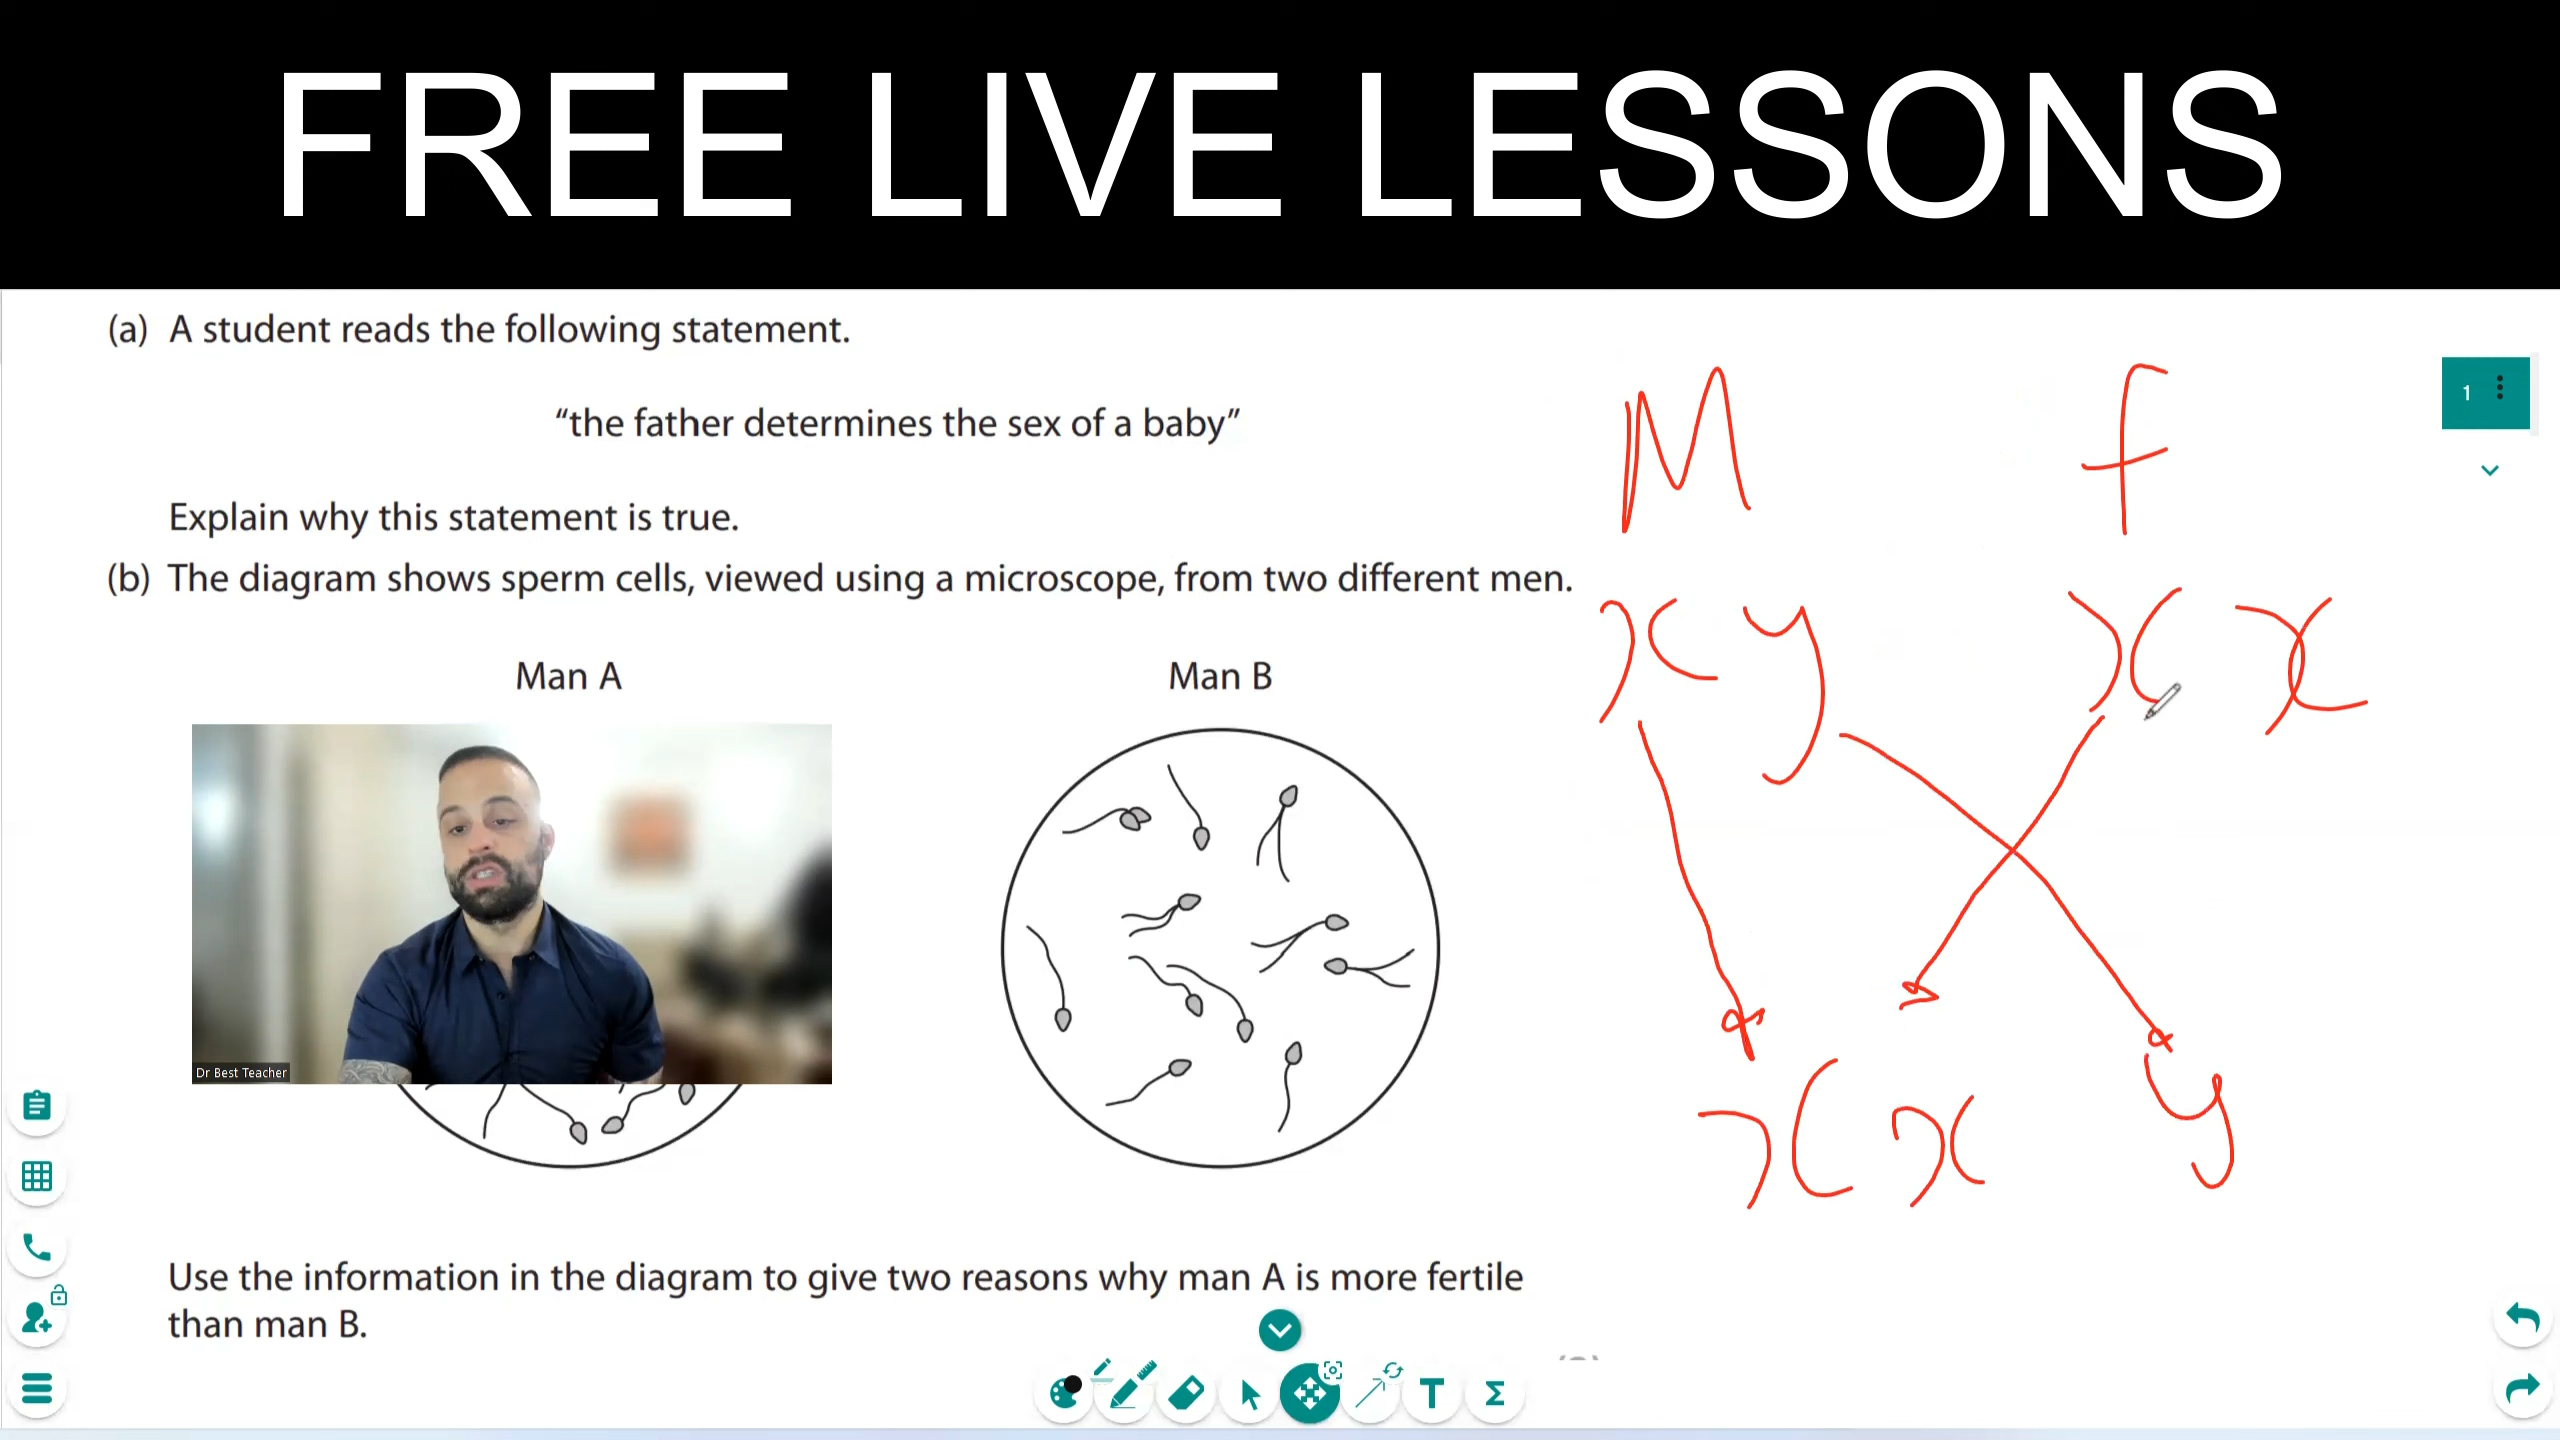 FREE LIVE LESSONS
(a) A student reads the following statement.
“the father determines the sex of a baby”
Explain why this statement is true.
(b) The diagram shows sperm cells, viewed using a microscope, from two different men.
Man A
Man B
Dr Best Teacher
Use the information in the diagram to give two reasons why man A is more fertile
than man B.
M f
x y x x
x x y
1
T Σ